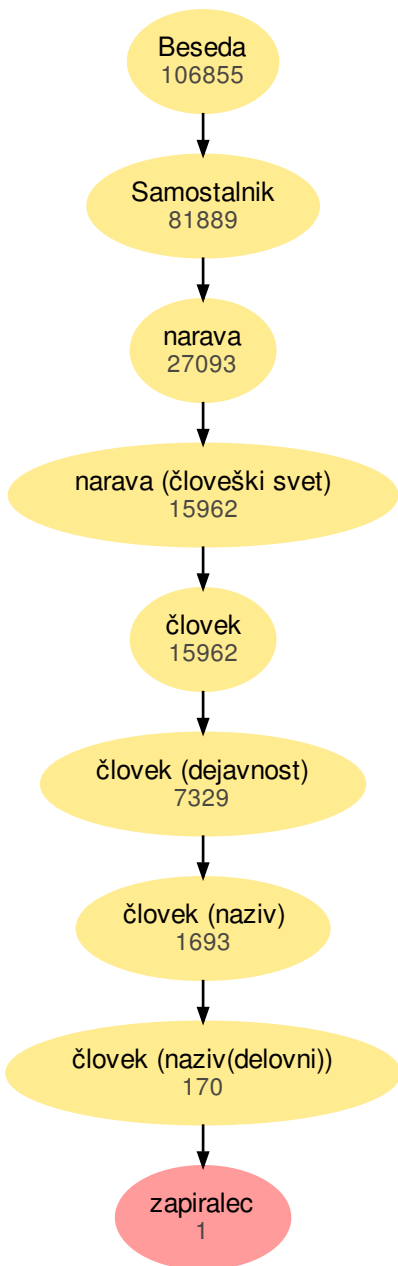 Beseda
106855
Samostalnik
81889
narava
27093
narava (človeški svet)
15962
človek
15962
človek (dejavnost)
7329
človek (naziv)
1693
človek (naziv(delovni))
170
zapiralec
1